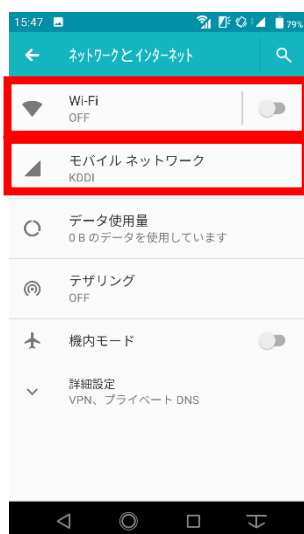 15:47
79%
ネットワークとインターネット
Wi-Fi
OFF
モバイル ネットワーク
KDDI
データ使用量
0 B のデータを使用しています
テザリング
OFF
機内モード
詳細設定
VPN、プライベート DNS